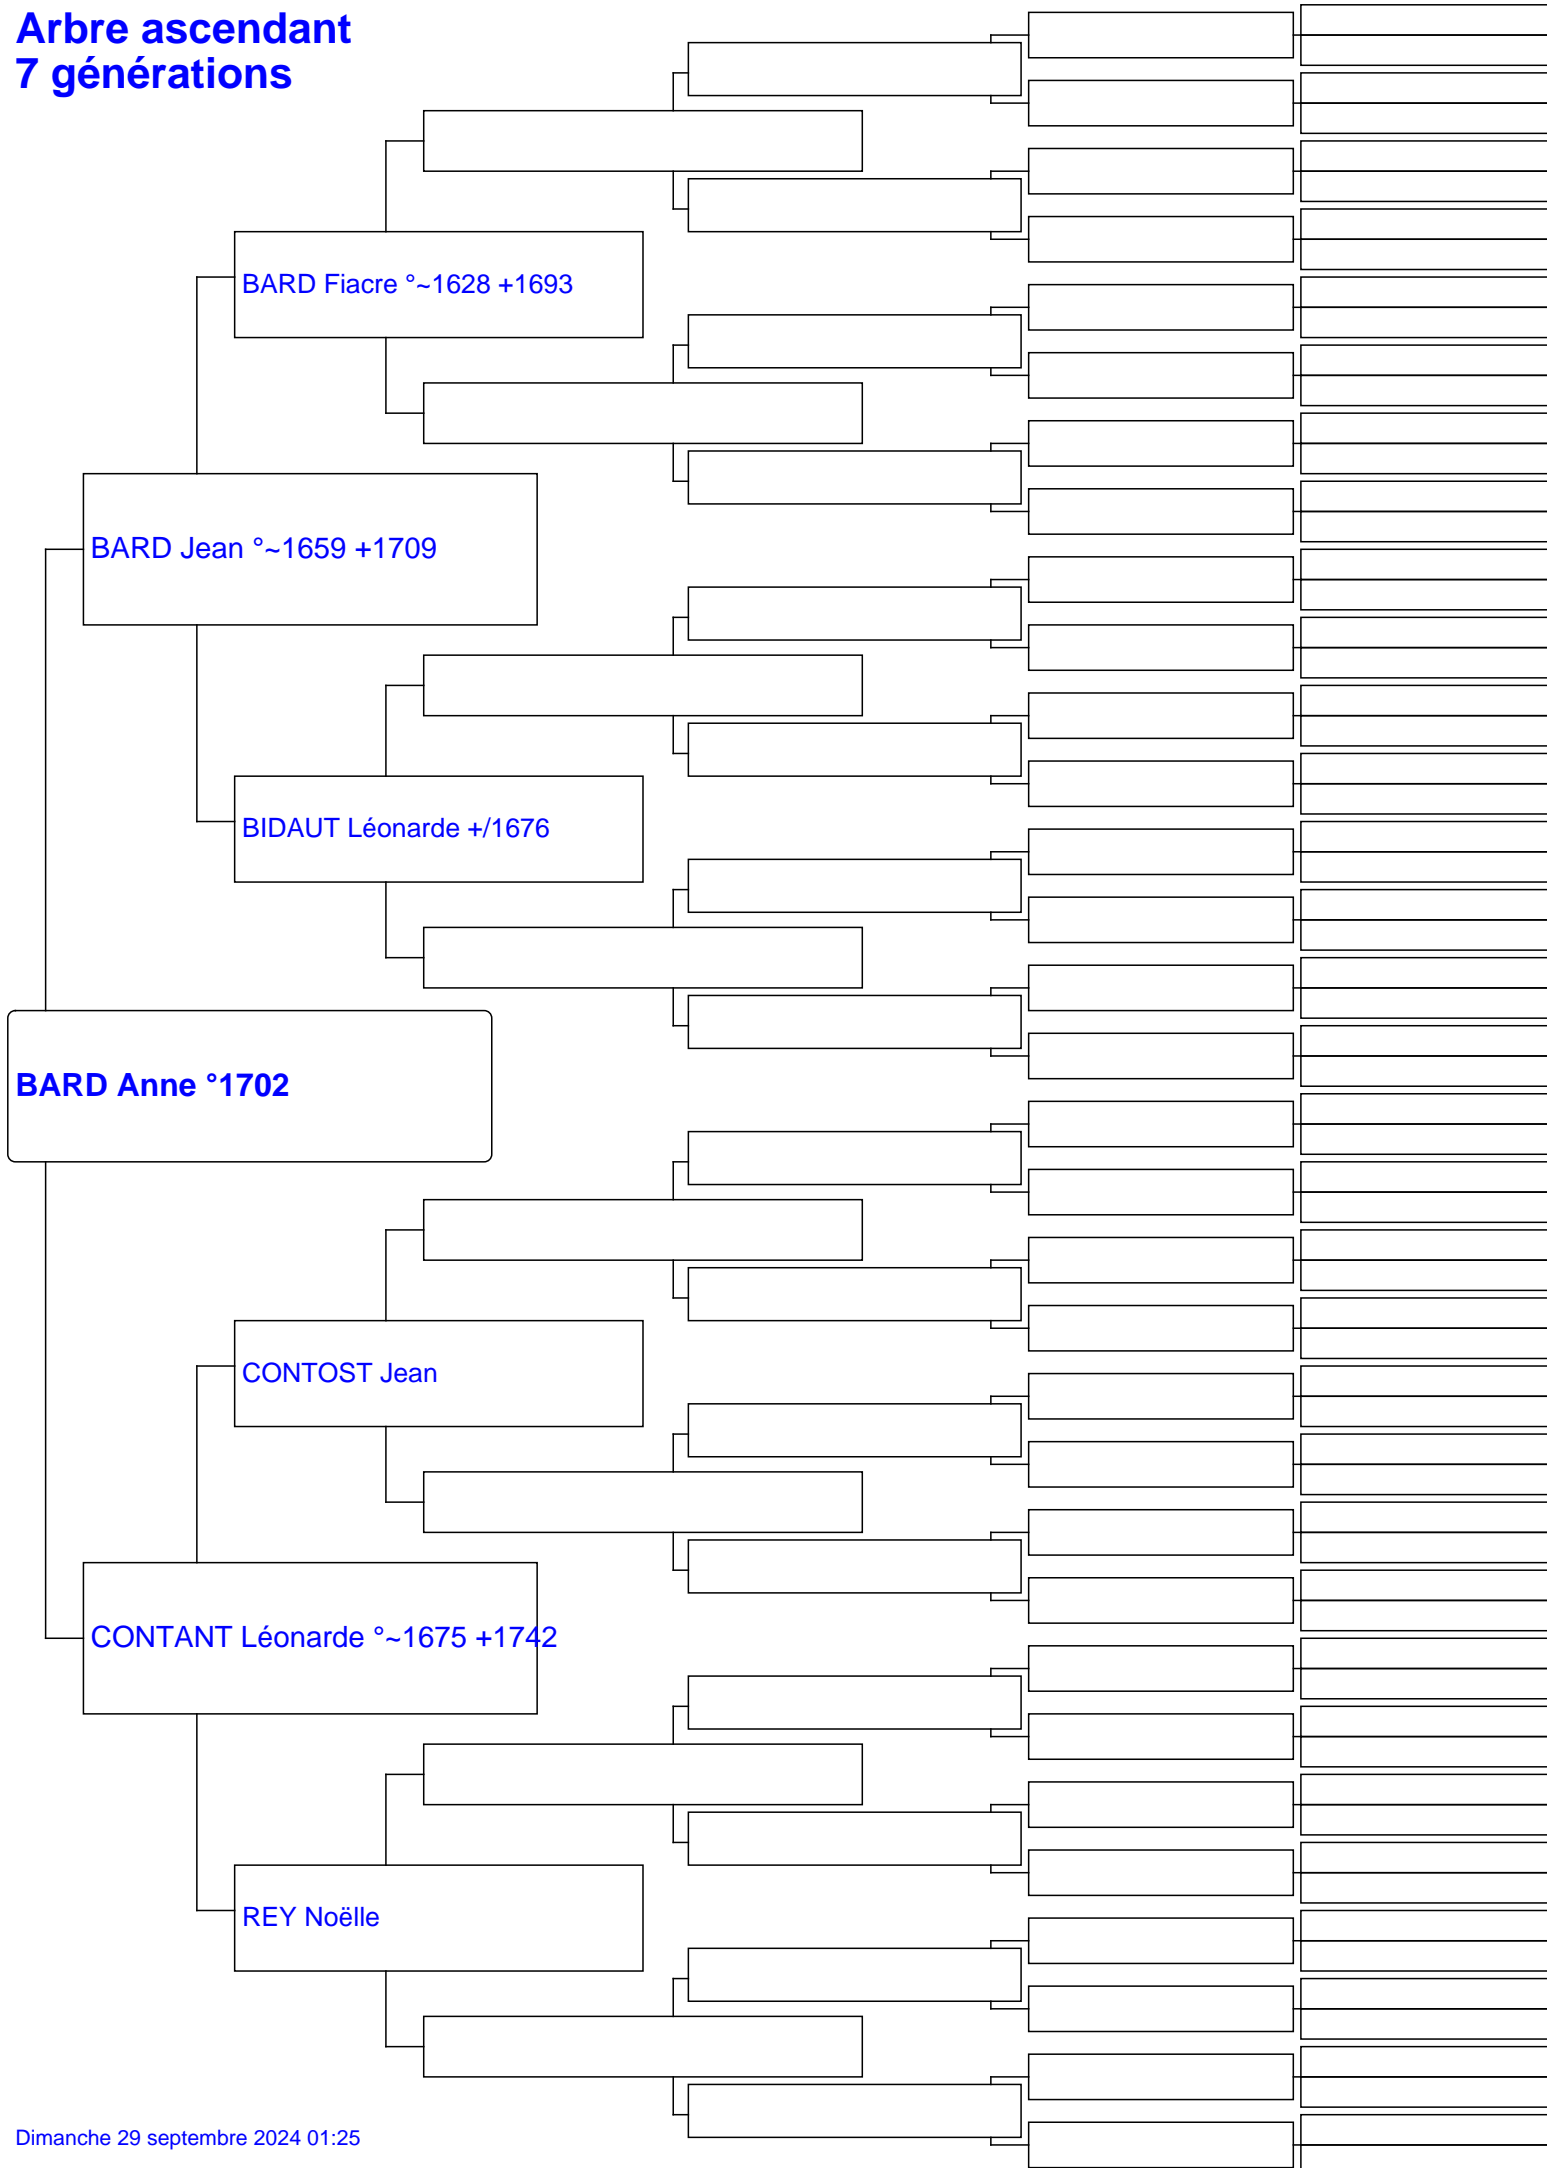 Arbre ascendant
7 générations
BARD Fiacre °~1628 +1693
BARD Jean °~1659 +1709
BIDAUT Léonarde +/1676
BARD Anne °1702
CONTOST Jean
CONTANT Léonarde °~1675 +1742
REY Noëlle
Dimanche 29 septembre 2024 01:25